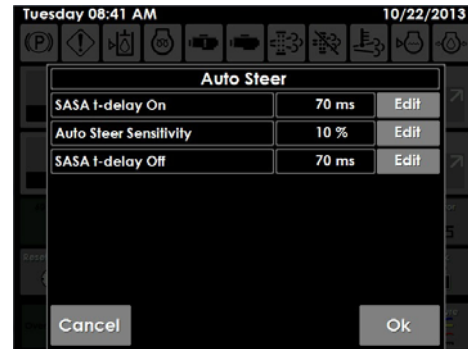 Tuesday 08:41 AM 10/22/2013
(P)
Auto Steer
SASA t-delay On 70 ms Edit
Auto Steer Sensitivity 10 % Edit
SASA t-delay Off 70 ms Edit
Cancel Ok